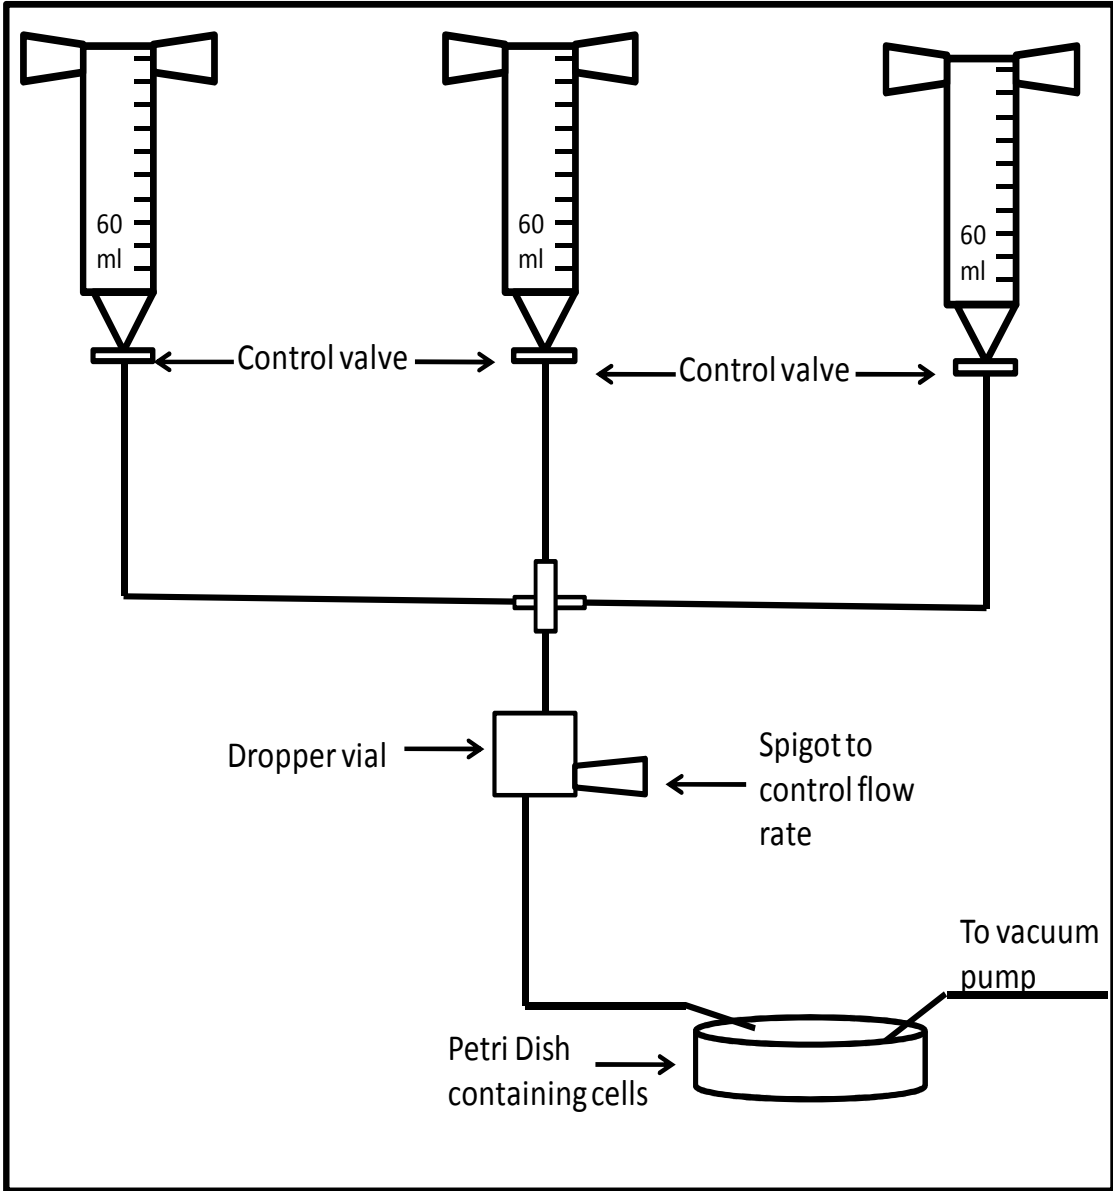 60
ml
60
ml
60
ml
Control valve
Control valve
Dropper vial
Spigot to
control flow
rate
To vacuum
pump
Petri Dish
containing cells